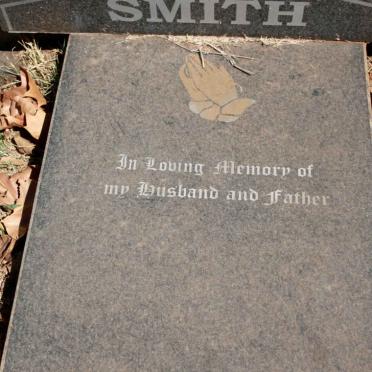 SMITH
In Loving Memory of
my Husband and Father